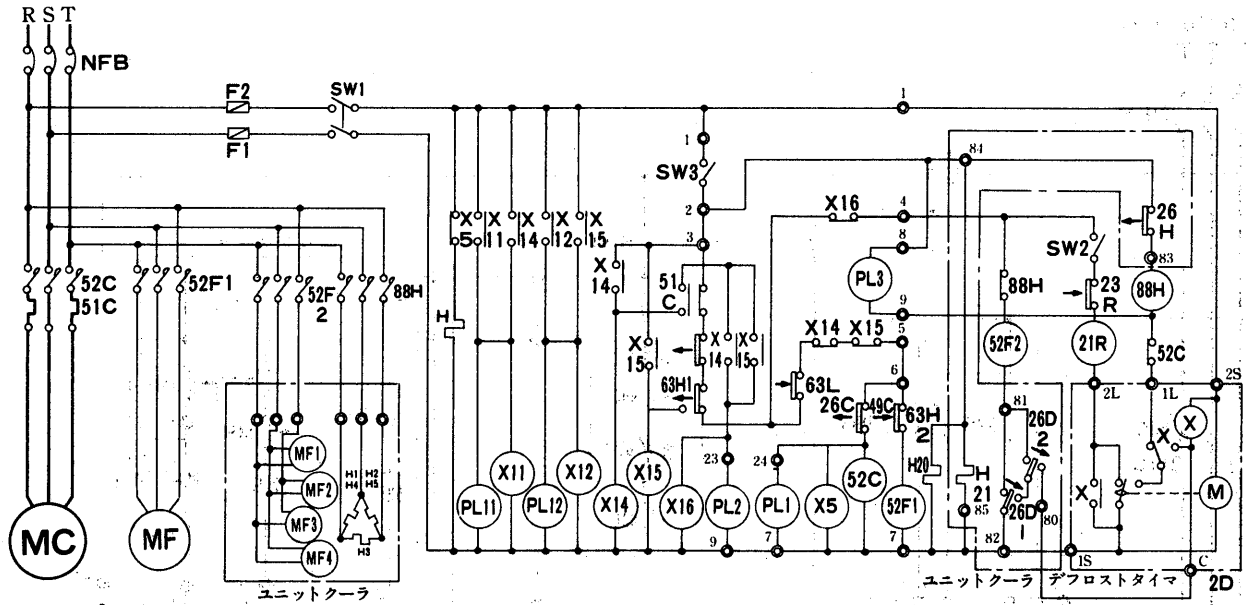 R S T
NFB
F2
SW1
F1
1
1
84
SW3
2
X16
4
8
26
H
83
3
X
5
X
11
X
14
X
12
X
15
X
14
51
C
PL3
SW2
88H
23
R
88H
52C
51C
52F1
52F
2
88H
9
5
X14
X15
H
X
15
X
14
X
15
63H1
63L
6
52F2
21R
52C
2L
1L
2S
26C
49C
63H
2
81
26D
2
X
X
MF1
MF2
MF3
MF4
H1
H4
H2
H5
H3
23
24
H20
H
21
85
X
26D
1
80
M
PL11
X11
PL12
X12
X14
X15
X16
PL2
PL1
X5
52C
52F1
MC
MF
9
7
7
82
1S
C
ユニットクーラ
ユニットクーラ
デフロストタイマ
2D